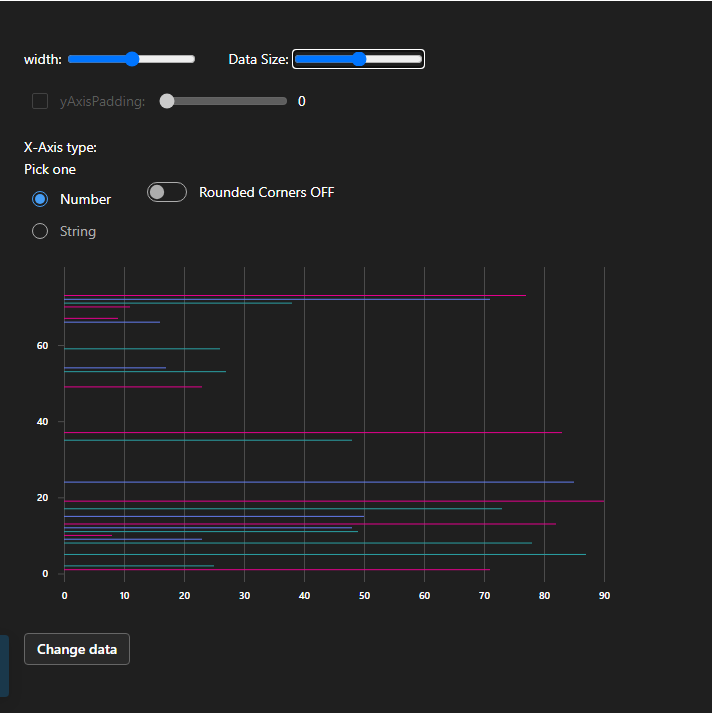 width: Data Size:
yAxisPadding: 0
X-Axis type:
Pick one
Number
Rounded Corners OFF
String
60
40
20
0
0 10 20 30 40 50 60 70 80 90
Change data